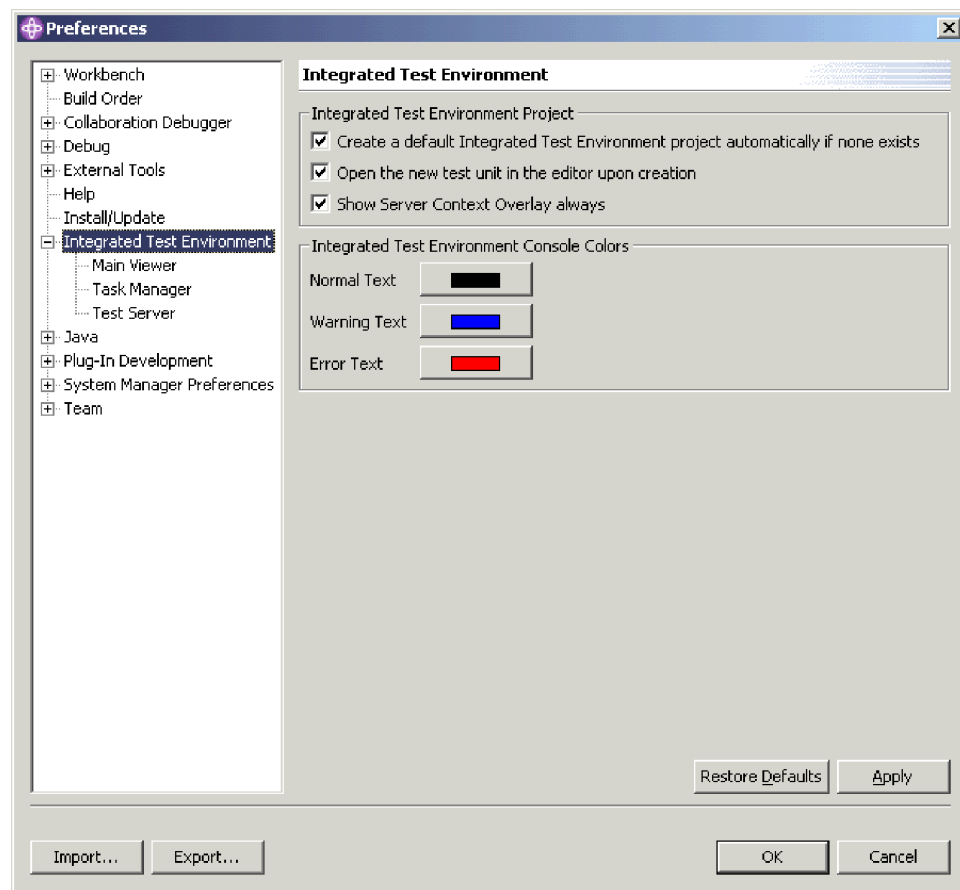 Preferences
Workbench
Build Order
Collaboration Debugger
Debug
External Tools
Help
Install/Update
Integrated Test Environment
Main Viewer
Task Manager
Test Server
Java
Plug-In Development
System Manager Preferences
Team
Integrated Test Environment
Integrated Test Environment Project
Create a default Integrated Test Environment project automatically if none exists
Open the new test unit in the editor upon creation
Show Server Context Overlay always
Integrated Test Environment Console Colors
Normal Text
Warning Text
Error Text
Restore Defaults
Apply
Import...
Export...
OK
Cancel